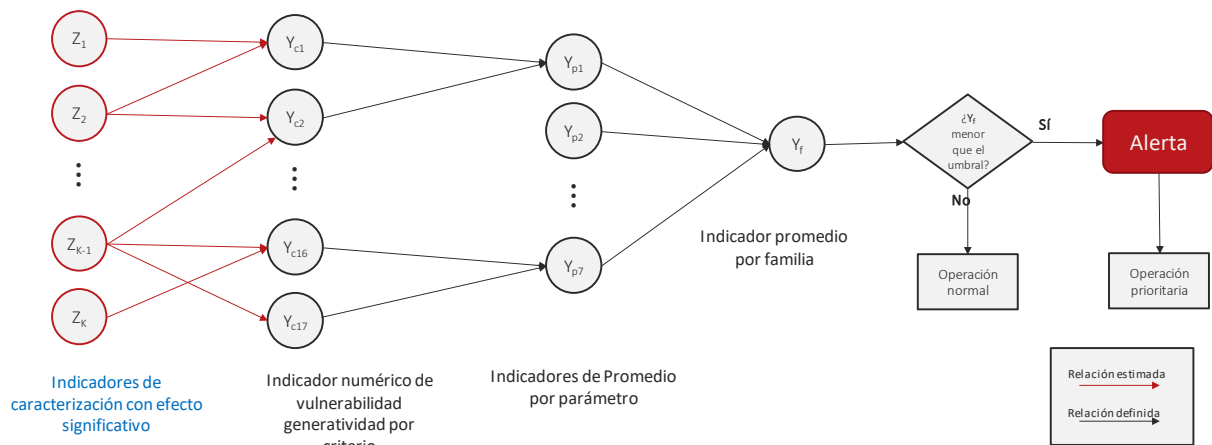 Z1
Z2
⋮
ZK-1
ZK
Indicadores de
caracterización con efecto
significativo
Yc1
Yc2
⋮
Yc16
Yc17
Indicador numérico de
vulnerabilidad
generatividad por
criterio
Yp1
Yp2
⋮
Yp7
Indicadores de Promedio
por parámetro
Yf
Indicador promedio
por familia
¿Yf
menor
que el
umbral?
Sí
No
Alerta
Operación
normal
Operación
prioritaria
Relación estimada
Relación definida